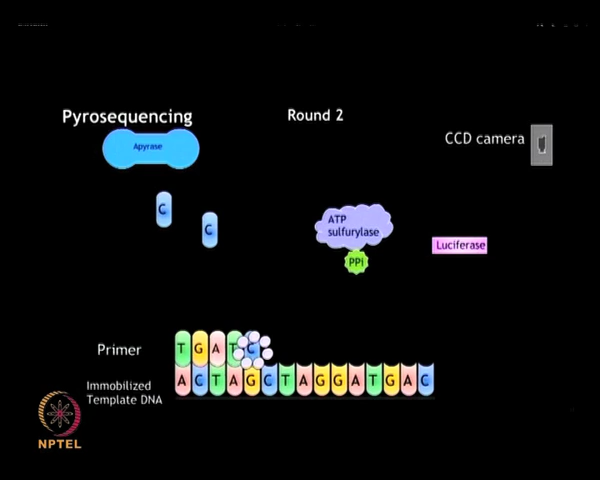 Pyrosequencing
Round 2
CCD camera
Apyrase
C
C
ATP
sulfurylase
PPi
Luciferase
Primer
T G A T C
Immobilized
Template DNA
A C T A G C T A G G A T G A C
NPTEL